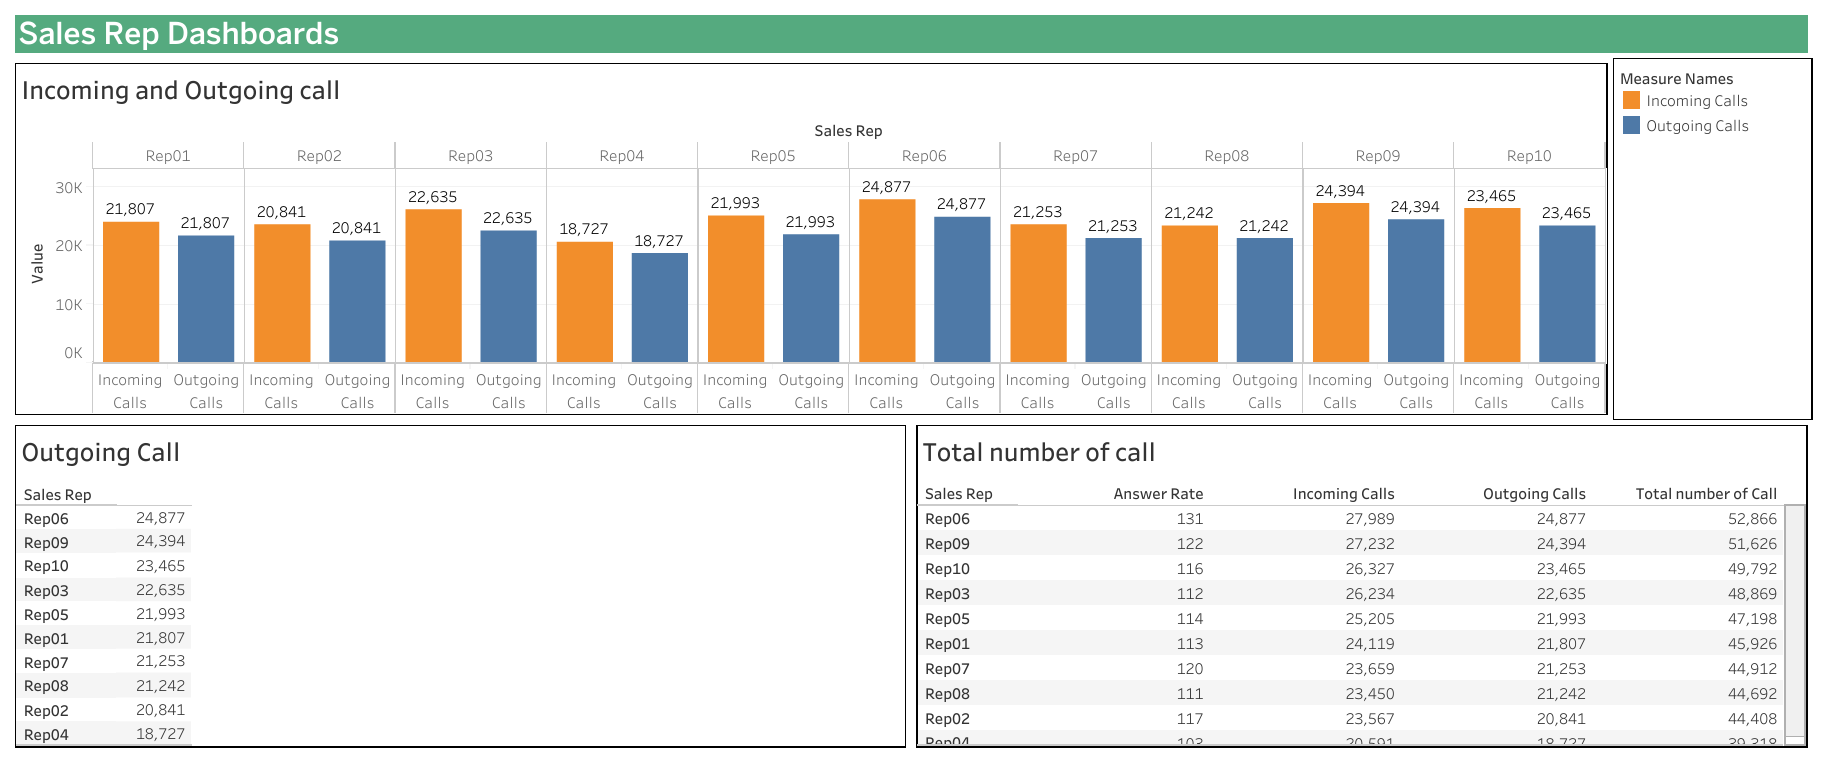 Sales Rep Dashboards
Incoming and Outgoing call
Sales Rep
Rep01 Rep02 Rep03 Rep04 Rep05 Rep06 Rep07 Rep08 Rep09 Rep10
Value
30K
20K
10K
0K
21,807 21,807 20,841 20,841 22,635 22,635 18,727 18,727 21,993 21,993 24,877 24,877 21,253 21,253 21,242 21,242 24,394 24,394 23,465 23,465
Incoming Outgoing Incoming Outgoing Incoming Outgoing Incoming Outgoing Incoming Outgoing Incoming Outgoing Incoming Outgoing Incoming Outgoing Incoming Outgoing Incoming Outgoing
Calls Calls Calls Calls Calls Calls Calls Calls Calls Calls Calls Calls Calls Calls Calls Calls Calls Calls Calls Calls
Measure Names
Incoming Calls
Outgoing Calls
Outgoing Call
Sales Rep
Rep06 24,877
Rep09 24,394
Rep10 23,465
Rep03 22,635
Rep05 21,993
Rep01 21,807
Rep07 21,253
Rep08 21,242
Rep02 20,841
Rep04 18,727
Total number of call
Sales Rep Answer Rate Incoming Calls Outgoing Calls Total number of Call
Rep06 131 27,989 24,877 52,866
Rep09 122 27,232 24,394 51,626
Rep10 116 26,327 23,465 49,792
Rep03 112 26,234 22,635 48,869
Rep05 114 25,205 21,993 47,198
Rep01 113 24,119 21,807 45,926
Rep07 120 23,659 21,253 44,912
Rep08 111 23,450 21,242 44,692
Rep02 117 23,567 20,841 44,408
Rep04 103 20,591 18,727 39,318